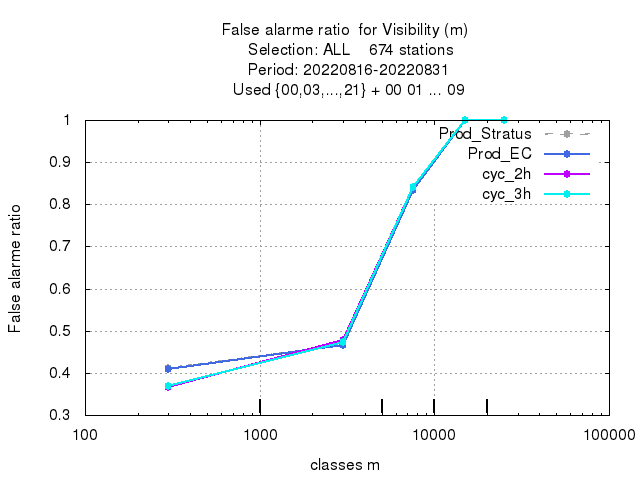 False alarme ratio  for Visibility (m)
Selection: ALL    674 stations
Period: 20220816-20220831
Used {00,03,...,21} + 00 01 ... 09
1
0.9
0.8
0.7
0.6
0.5
0.4
0.3
False alarme ratio
Prod_Stratus
Prod_EC
cyc_2h
cyc_3h
100 1000 10000 100000
classes m